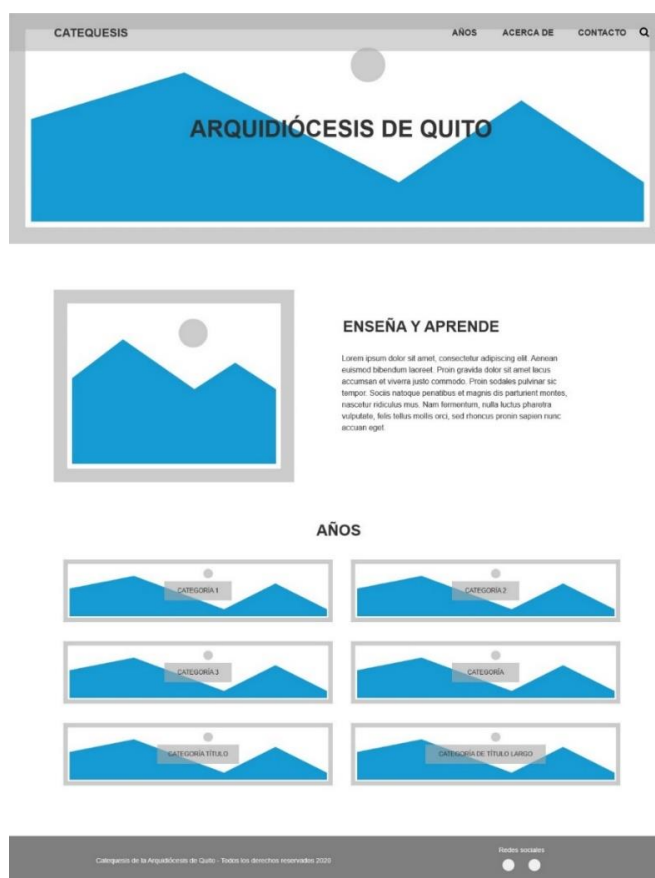 CATEQUESIS
AÑOS ACERCA DE CONTACTO
ARQUIDIÓCESIS DE QUITO
ENSEÑA Y APRENDE
Lorem ipsum dolor sit amet, consectetur adipiscing elit. Aenean
euismod bibendum laoreet. Proin gravida dolor sit amet lacus
accumsan et viverra justo commodo. Proin sodales pulvinar sic
tempor. Sociis natoque penatibus et magnis dis parturient montes,
nascetur ridiculus mus. Nam fermentum, nulla luctus pharetra
vulputate, felis tellus mollis orci, sed rhoncus pronin sapien nunc
accuan eget.
AÑOS
CATEGORÍA 1
CATEGORÍA 2
CATEGORÍA 3
CATEGORÍA
CATEGORÍA TÍTULO
CATEGORÍA DE TÍTULO LARGO
Catequesis de la Arquidiócesis de Quito - Todos los derechos reservados 2020
Redes sociales